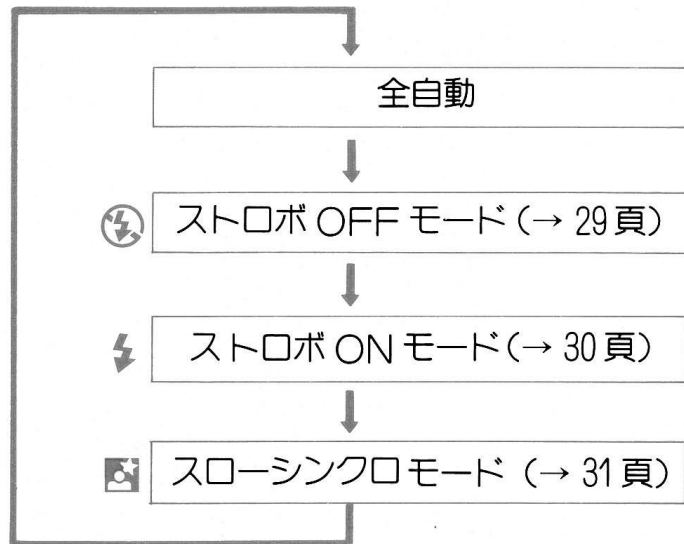 全自動
ストロボ OFF モード (→ 29 頁)
ストロボ ON モード (→ 30 頁)
スローシンクロモード (→ 31 頁)